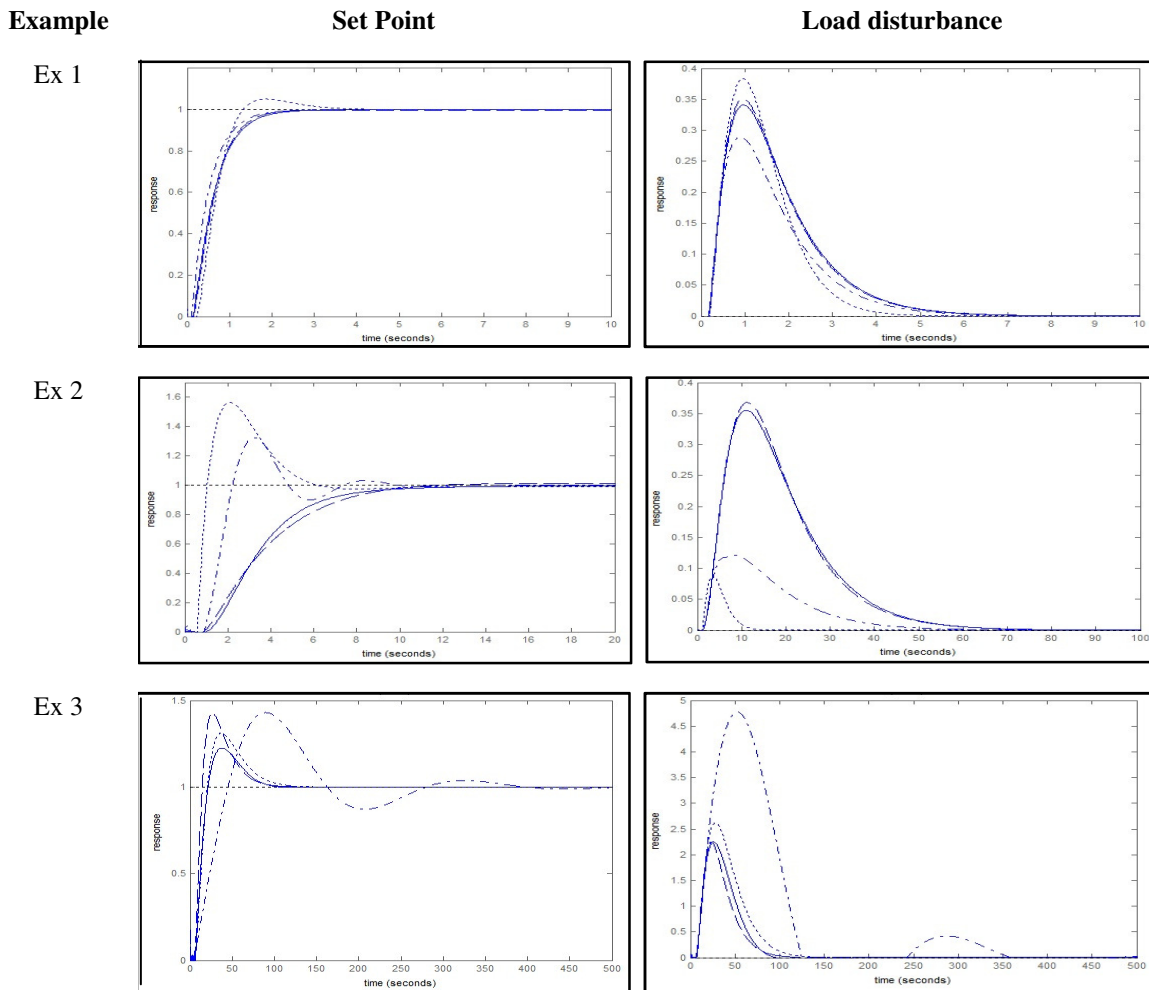 Example Set Point Load disturbance
Ex 1
response
1
0.8
0.6
0.4
0.2
0
0 1 2 3 4 5 6 7 8 9 10
time (seconds)
response
0.4
0.35
0.3
0.25
0.2
0.15
0.1
0.05
0
0 1 2 3 4 5 6 7 8 9 10
time (seconds)
Ex 2
response
1.6
1.4
1.2
1
0.8
0.6
0.4
0.2
0
0 2 4 6 8 10 12 14 16 18 20
time (seconds)
response
0.4
0.35
0.3
0.25
0.2
0.15
0.1
0.05
0
0 10 20 30 40 50 60 70 80 90 100
time (seconds)
Ex 3
response
1.5
1
0.5
0
0 50 100 150 200 250 300 350 400 450 500
time (seconds)
response
5
4.5
4
3.5
3
2.5
2
1.5
1
0.5
0
0 50 100 150 200 250 300 350 400 450 500
time (seconds)